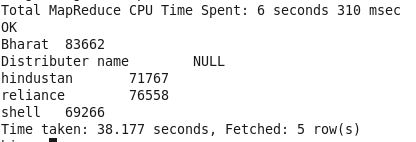 Total MapReduce CPU Time Spent: 6 seconds 310 msec
OK
Bharat	83662
Distributer name	NULL
hindustan	71767
reliance	76558
shell	69266
Time taken: 38.177 seconds, Fetched: 5 row(s)